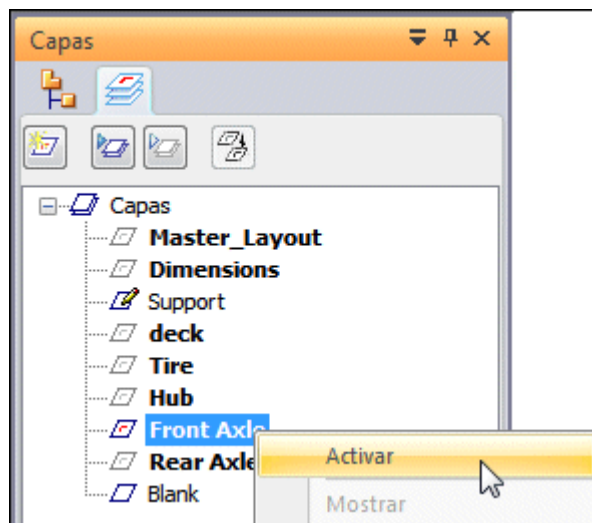 Capas
Capas
Master_Layout
Dimensions
Support
deck
Tire
Hub
Front Axle
Rear Axle
Blank
Activar
Mostrar